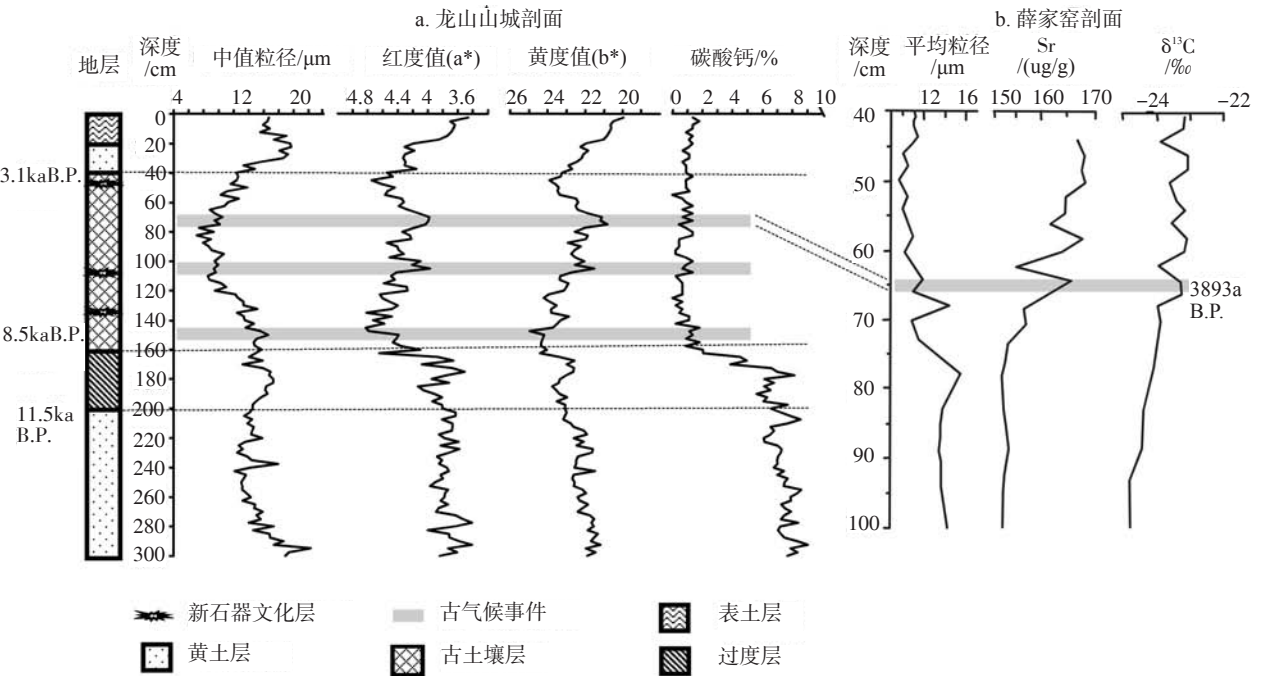 a. 龙山山城剖面
b. 薛家窑剖面
地层
深度
/cm
中值粒径/μm
红度值(a*)
黄度值(b*)
碳酸钙/%
深度
/cm
平均粒径
/μm
Sr
/(ug/g)
δ¹³C
/‰
4 12 20 4.8 4.4 4 3.6 26 24 22 20 0 2 4 6 8 10
12 16 150 160 170 −24 −22
0
20
40
60
80
100
120
140
160
180
200
220
240
260
280
300
3.1kaB.P.
8.5kaB.P.
11.5ka
B.P.
40
50
60
70
80
90
100
3893a
B.P.
新石器文化层 古气候事件 表土层
黄土层 古土壤层 过度层